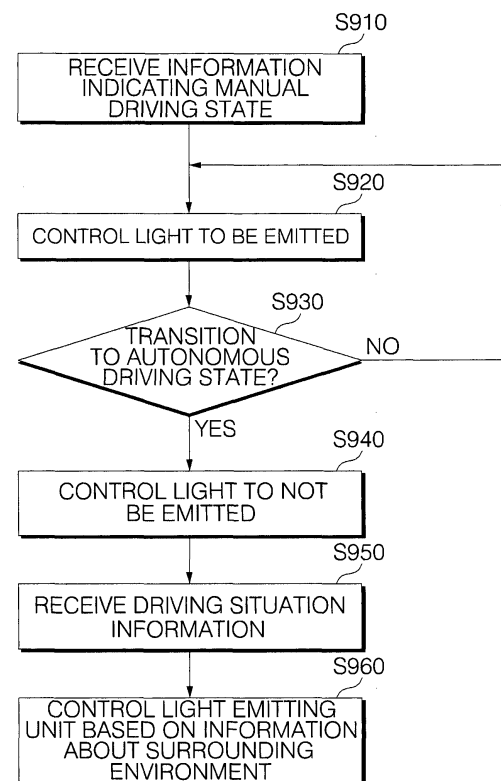 S910
RECEIVE INFORMATION
INDICATING MANUAL
DRIVING STATE
S920
CONTROL LIGHT TO BE EMITTED
S930
TRANSITION
TO AUTONOMOUS
DRIVING STATE?
NO
YES
S940
CONTROL LIGHT TO NOT
BE EMITTED
S950
RECEIVE DRIVING SITUATION
INFORMATION
S960
CONTROL LIGHT EMITTING
UNIT BASED ON INFORMATION
ABOUT SURROUNDING
ENVIRONMENT